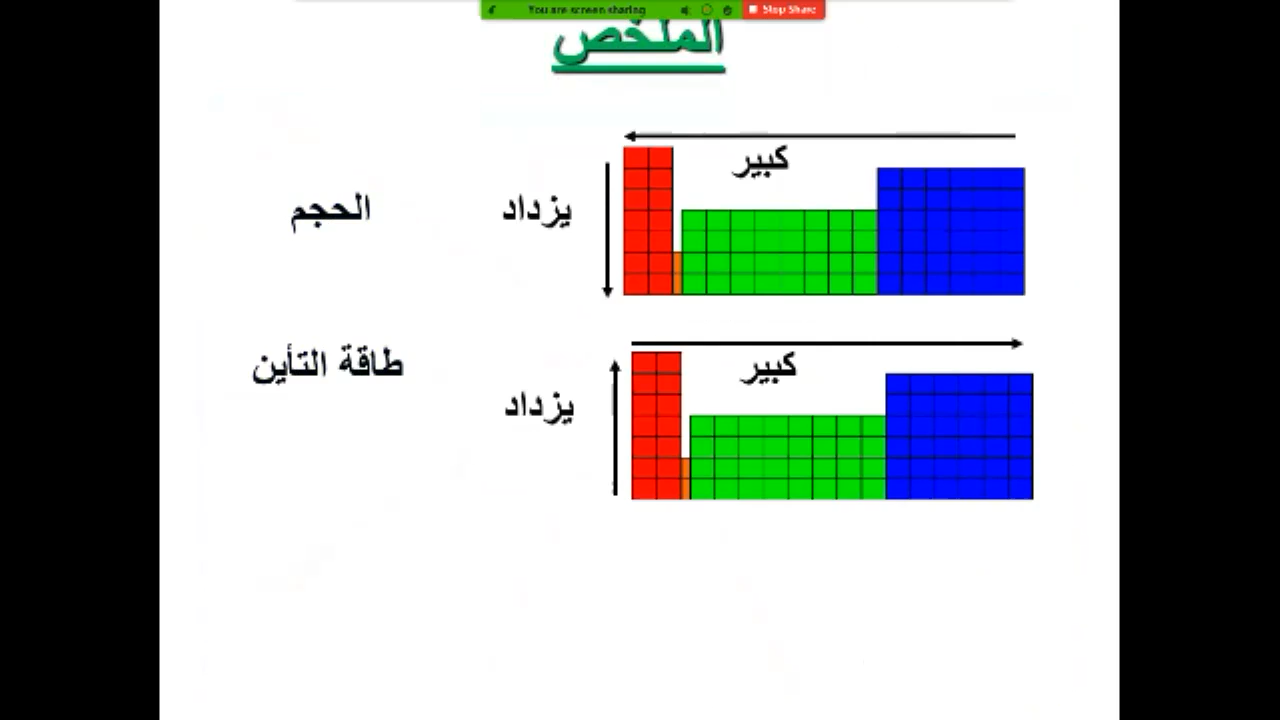 You are screen sharing
Stop Share
الملخص
كبير
يزداد
الحجم
كبير
يزداد
طاقة التأين